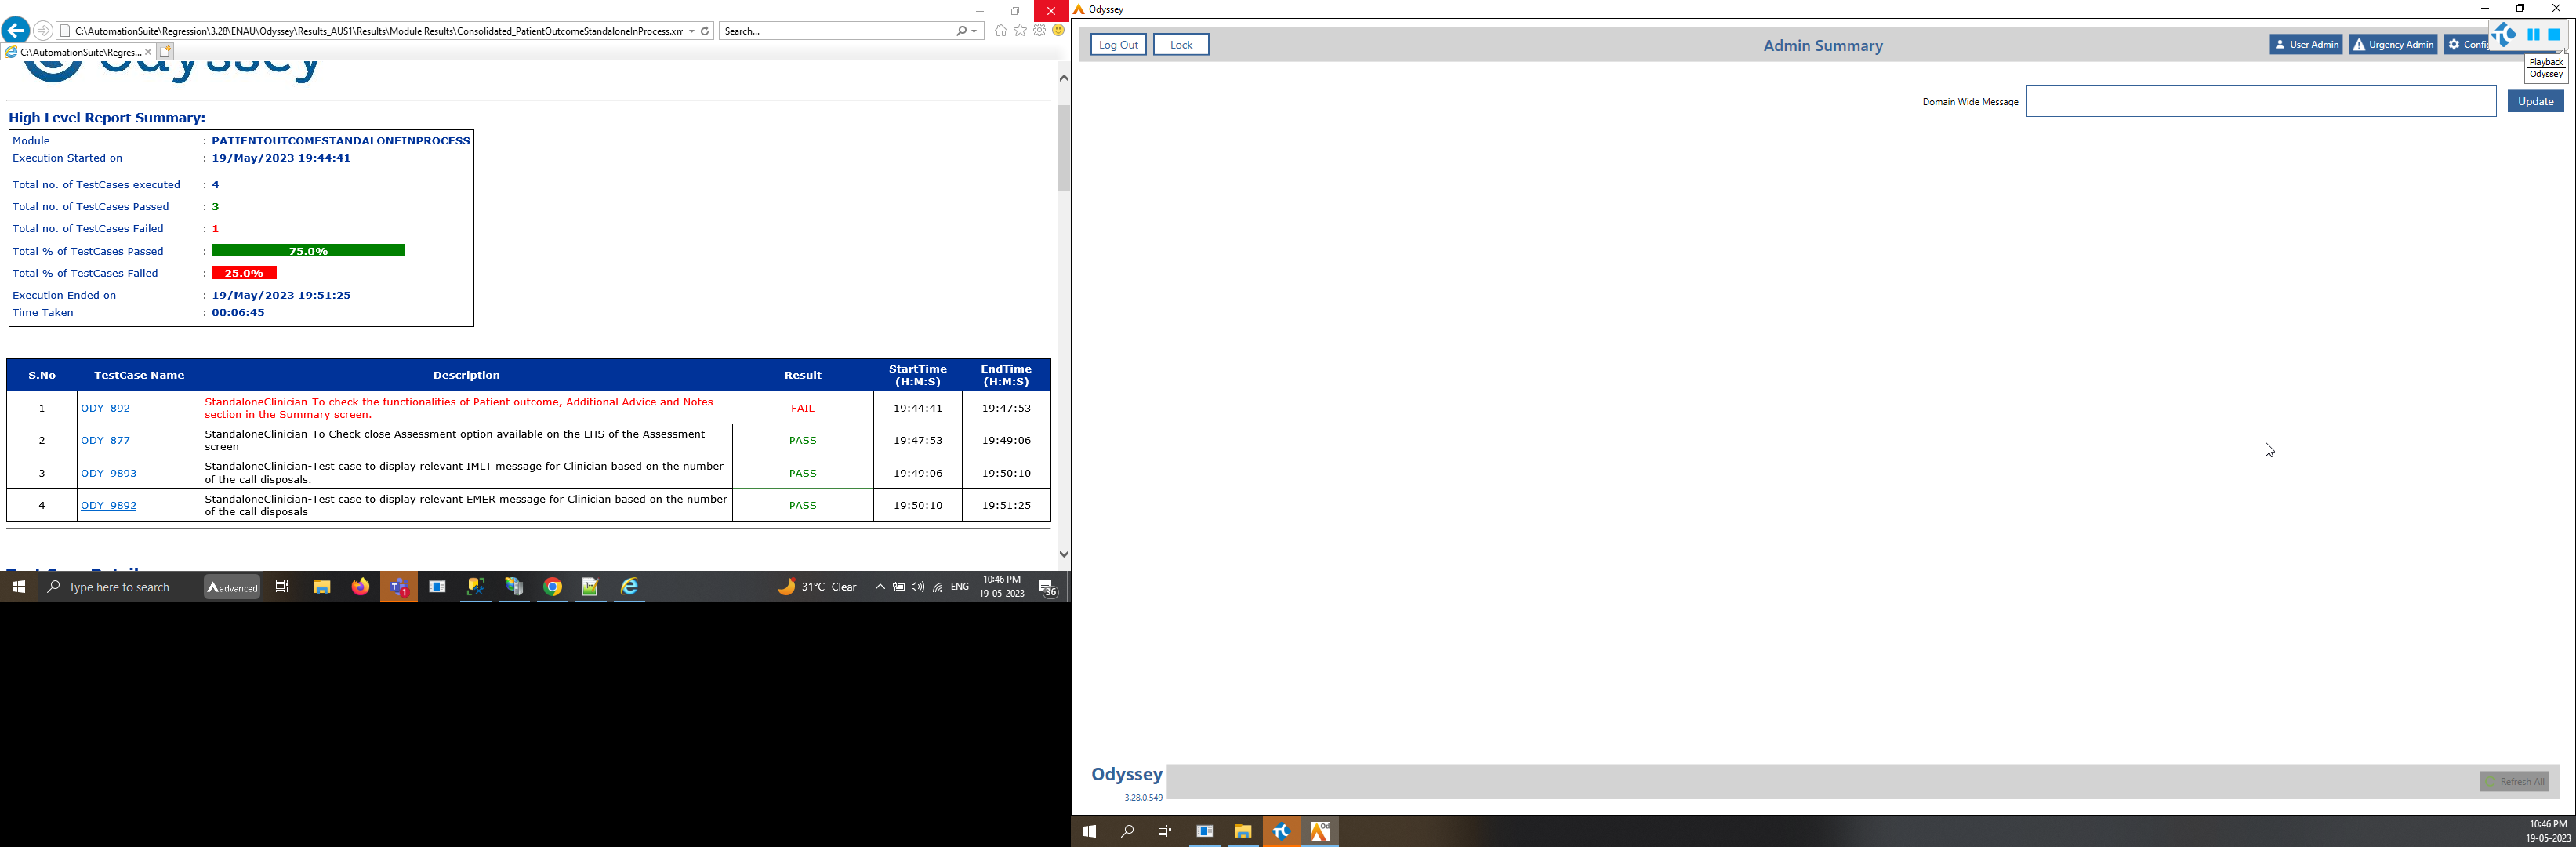 C:\AutomationSuite\Regression\3.28\ENAU\Odyssey\Results_AUS1\Results\Module Results\Consolidated_PatientOutcomeStandaloneInProcess.xm
Search...
C:\AutomationSuite\Regres...
Odyssey
High Level Report Summary:
Module : PATIENTOUTCOMESTANDALONEINPROCESS
Execution Started on : 19/May/2023 19:44:41
Total no. of TestCases executed : 4
Total no. of TestCases Passed : 3
Total no. of TestCases Failed : 1
Total % of TestCases Passed : 75.0%
Total % of TestCases Failed : 25.0%
Execution Ended on : 19/May/2023 19:51:25
Time Taken : 00:06:45
S.No TestCase Name Description Result StartTime (H:M:S) EndTime (H:M:S)
1 ODY_892 StandaloneClinician-To check the functionalities of Patient outcome, Additional Advice and Notes
section in the Summary screen. FAIL 19:44:41 19:47:53
2 ODY_877 StandaloneClinician-To Check close Assessment option available on the LHS of the Assessment
screen PASS 19:47:53 19:49:06
3 ODY_9893 StandaloneClinician-Test case to display relevant IMLT message for Clinician based on the number
of the call disposals. PASS 19:49:06 19:50:10
4 ODY_9892 StandaloneClinician-Test case to display relevant EMER message for Clinician based on the number
of the call disposals PASS 19:50:10 19:51:25
Type here to search
advanced
1
31°C Clear
ENG
10:46 PM
19-05-2023
36
Odyssey
Log Out
Lock
Admin Summary
User Admin
Urgency Admin
Config
Playback
Odyssey
Domain Wide Message
Update
Odyssey
3.28.0.549
Refresh All
10:46 PM
19-05-2023